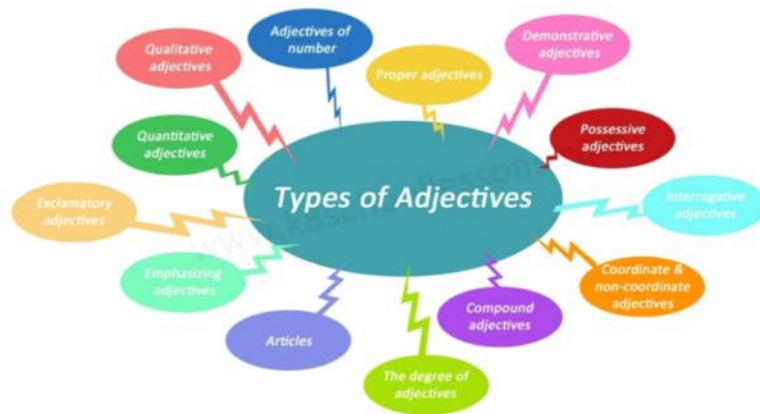 Qualitative
adjectives
Adjectives of
number
Proper adjectives
Demonstrative
adjectives
Quantitative
adjectives
Possessive
adjectives
Types of Adjectives
Exclamatory
adjectives
Interrogative
adjectives
Emphasizing
adjectives
Coordinate &
non-coordinate
adjectives
Articles
Compound
adjectives
The degree of
adjectives